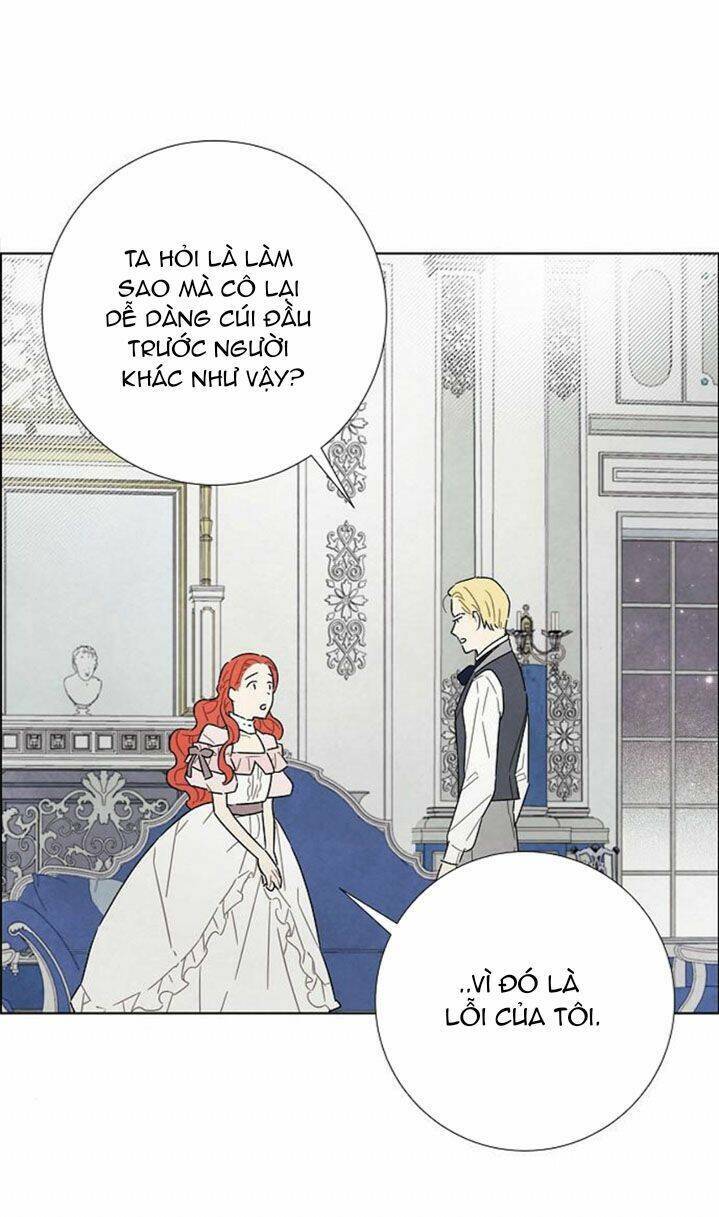 TA HỎI LÀ LÀM
SAO MÀ CÔ LẠI
DỄ DÀNG CÚI ĐẦU
TRƯỚC NGƯỜI
KHÁC NHƯ VẬY?
..VÌ ĐÓ LÀ
LỖI CỦA TÔI.